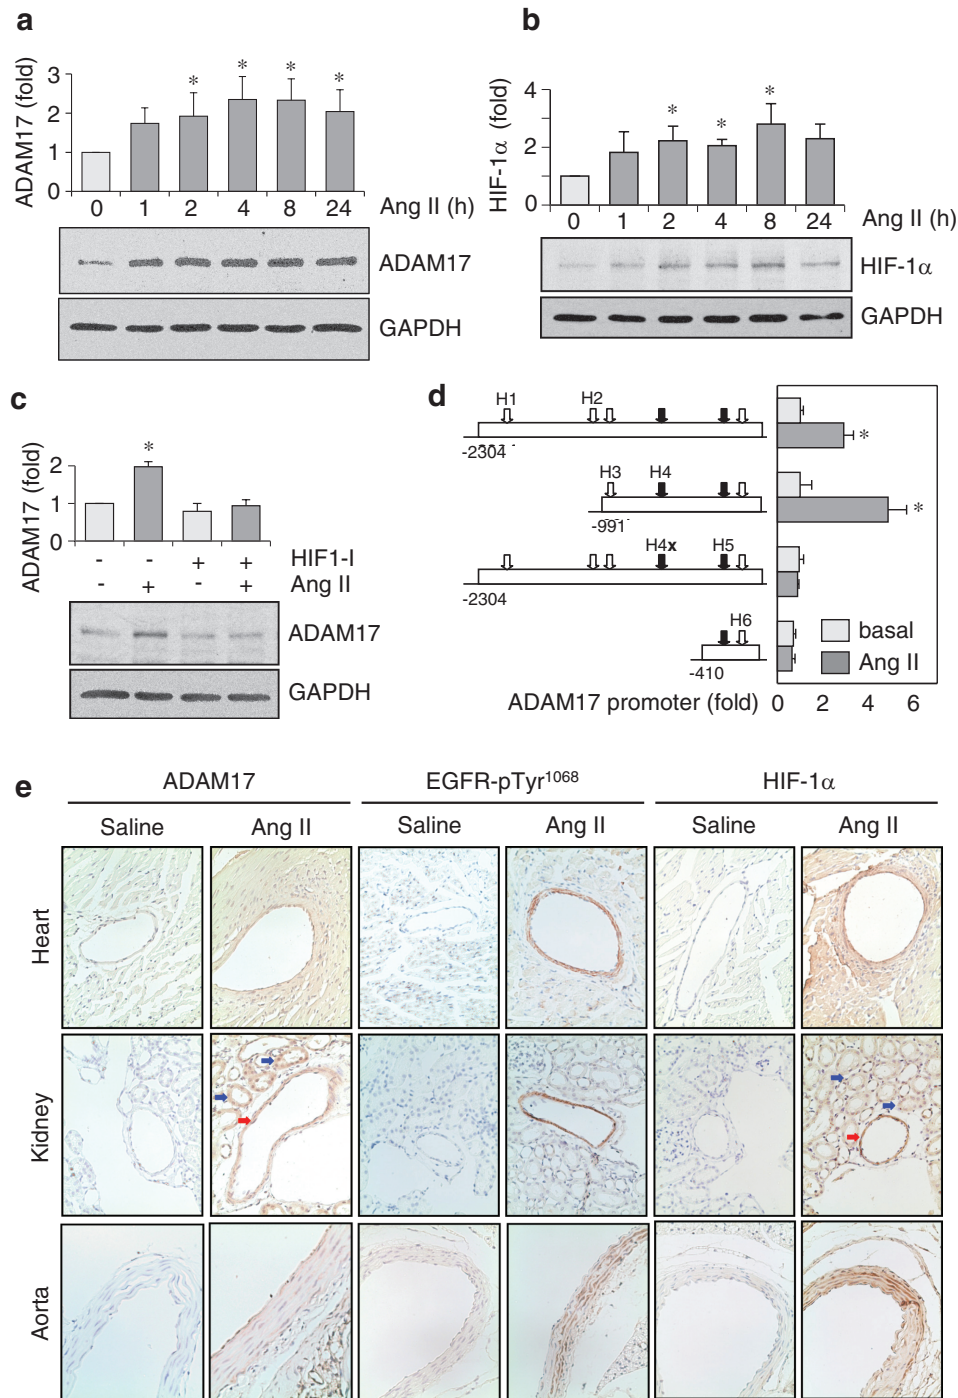 a
ADAM17 (fold)
3
2
1
0
* * * *
0 1 2 4 8 24 Ang II (h)
ADAM17
GAPDH
b
HIF-1α (fold)
4
2
0
* * *
0 1 2 4 8 24 Ang II (h)
HIF-1α
GAPDH
c
ADAM17 (fold)
2
1
0
*
- - + + HIF1-I
- + - + Ang II
ADAM17
GAPDH
d
H1 H2
-2304
*
H3 H4
-991
*
H4x H5
-2304
H6
-410
basal
Ang II
ADAM17 promoter (fold) 0 2 4 6
e
ADAM17 EGFR-pTyr1068 HIF-1α
Saline Ang II Saline Ang II Saline Ang II
Heart
Kidney
Aorta